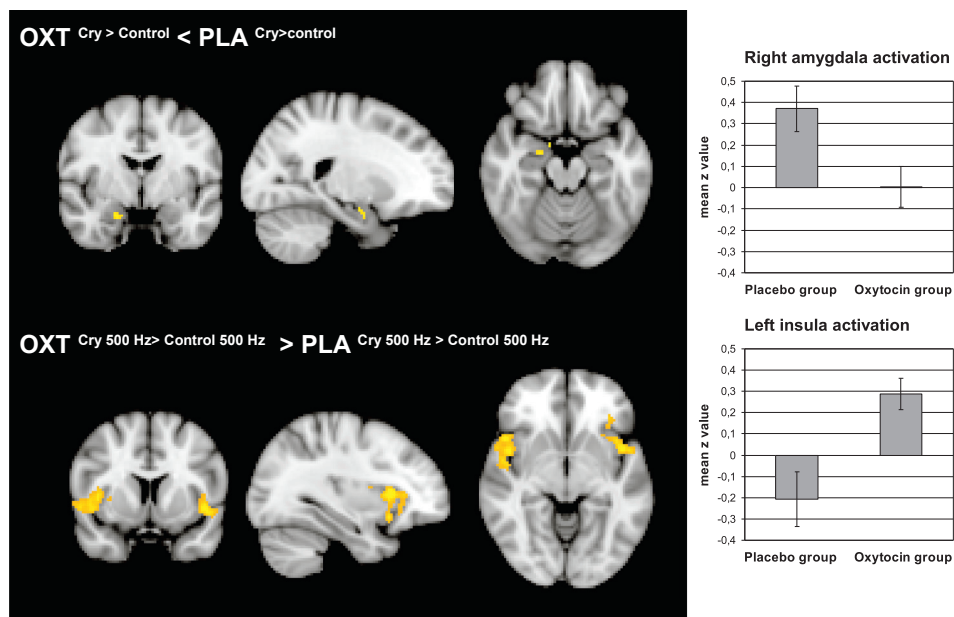 OXT Cry > Control < PLA Cry>control
Right amygdala activation
0,5
0,4
0,3
0,2
0,1
0
-0,1
-0,2
-0,3
-0,4
mean z value
Placebo group Oxytocin group
OXT Cry 500 Hz> Control 500 Hz > PLA Cry 500 Hz > Control 500 Hz
Left insula activation
0,5
0,4
0,3
0,2
0,1
0
-0,1
-0,2
-0,3
-0,4
mean z value
Placebo group Oxytocin group